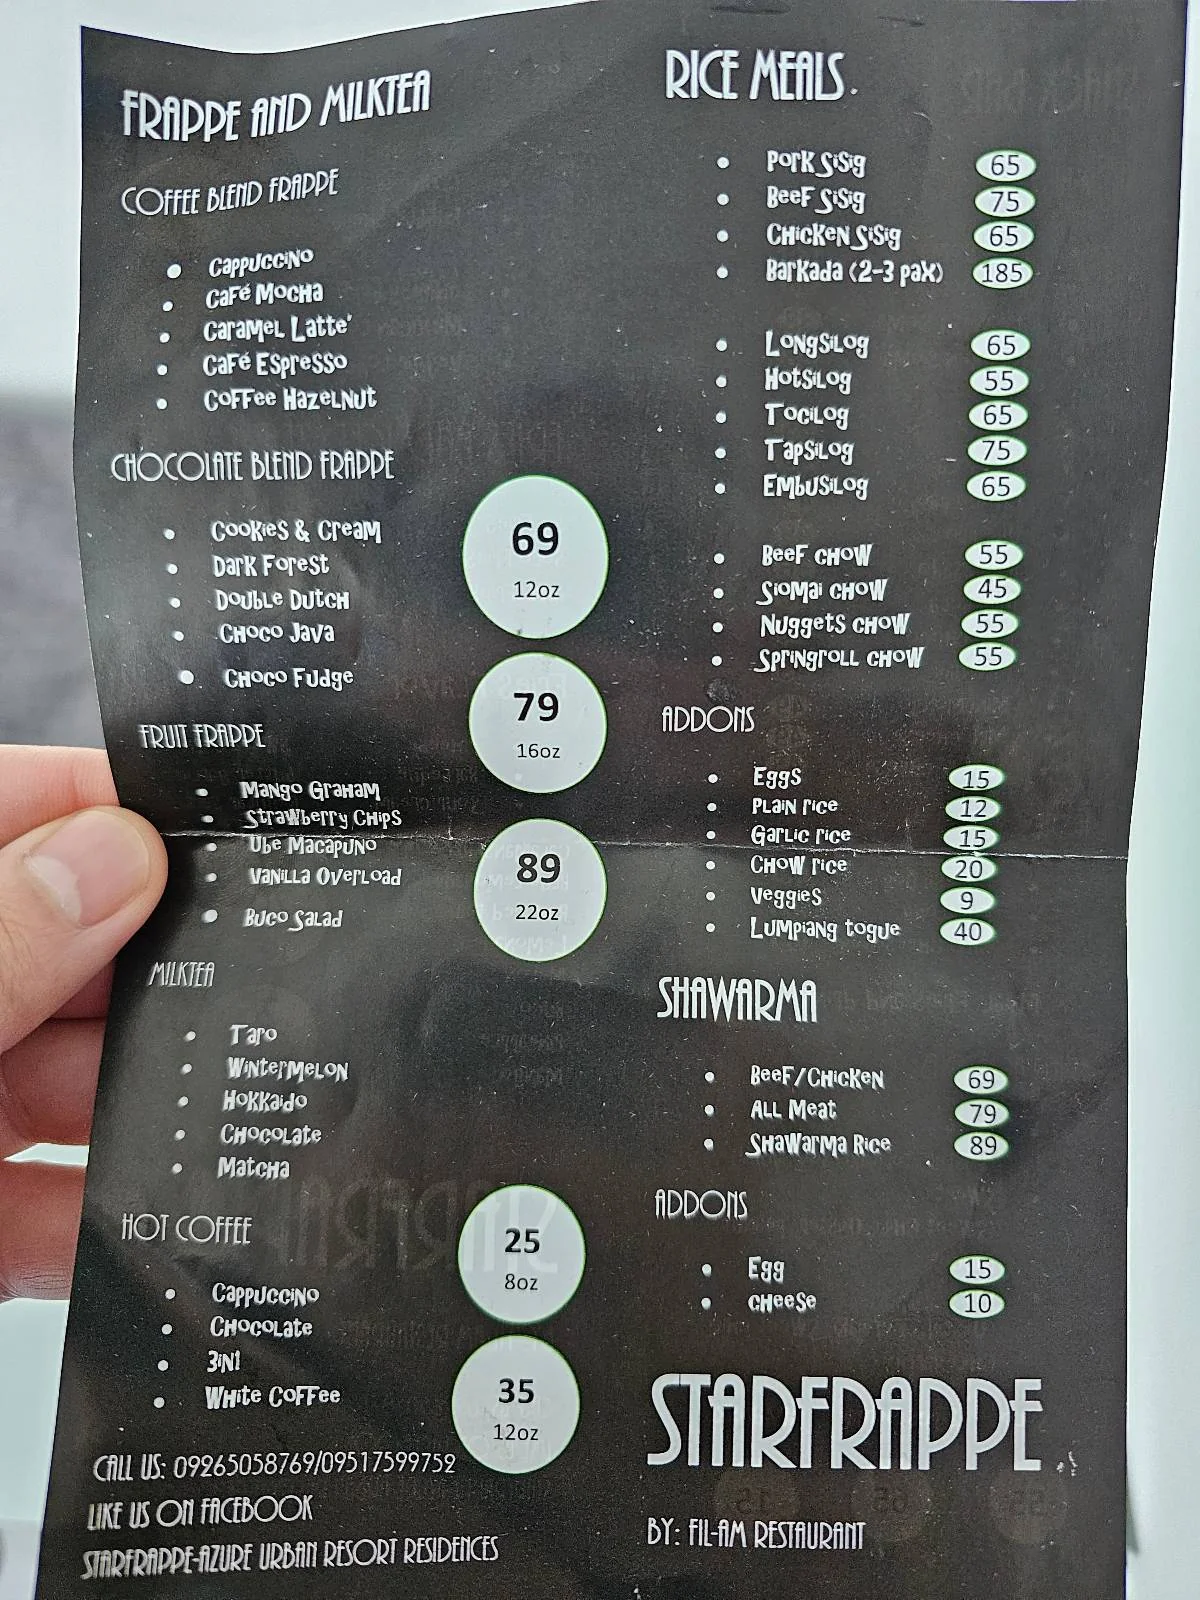 FRAPPE AND MILKTEA
COFFEE BLEND FRAPPE
• Cappuccino
• Café Mocha
• Caramel Latte'
• Café Espresso
• Coffee Hazelnut
CHOCOLATE BLEND FRAPPE
• Cookies & Cream
• Dark Forest
• Double Dutch
• Choco Java
• Choco Fudge
69
12oz
79
16oz
89
22oz
FRUIT FRAPPE
• Mango Graham
• Strawberry Chips
• Ube Macapuno
• Vanilla Overload
• Buco Salad
MILKTEA
• Taro
• Wintermelon
• Hokkaido
• Chocolate
• Matcha
HOT COFFEE
• Cappuccino
• Chocolate
• 3in1
• White Coffee
25
8oz
35
12oz
CALL US: 09265058769/09517599752
LIKE US ON FACEBOOK
STARFRAPPE-AZURE URBAN RESORT RESIDENCES
RICE MEALS.
• Pork Sisig 65
• Beef Sisig 75
• Chicken Sisig 65
• Barkada (2-3 pax) 185
• Longsilog 65
• Hotsilog 55
• Tocilog 65
• Tapsilog 75
• Embusilog 65
• Beef chow 55
• Siomai chow 45
• Nuggets chow 55
• Springroll chow 55
ADDONS
• Eggs 15
• Plain rice 12
• Garlic rice 15
• Chow rice 20
• Veggies 9
• Lumpiang togue 40
SHAWARMA
• Beef/Chicken 69
• All Meat 79
• Shawarma Rice 89
ADDONS
• Egg 15
• cheese 10
STARFRAPPE
BY: FIL-AM RESTAURANT